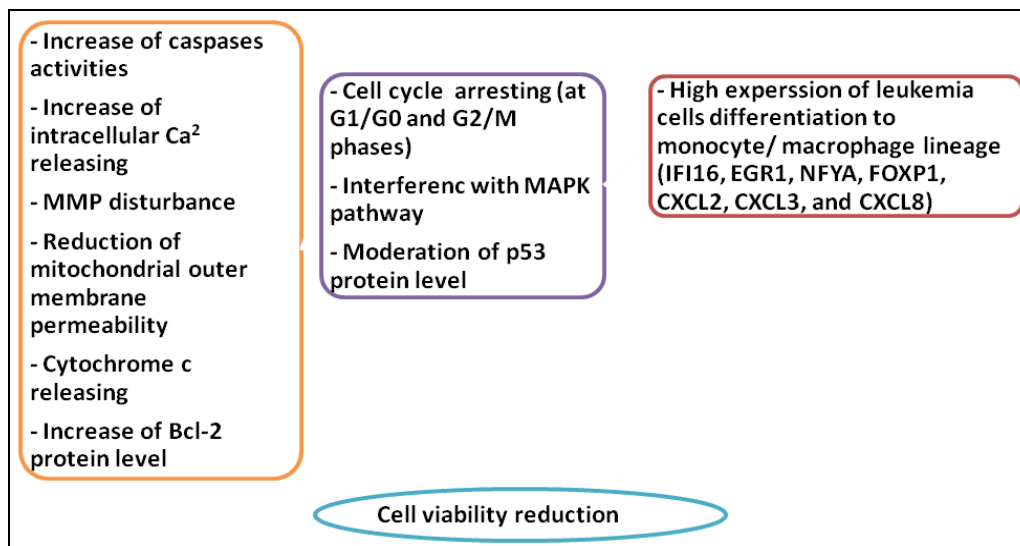 - Increase of caspases
activities
- Increase of
intracellular Ca²
releasing
- MMP disturbance
- Reduction of
mitochondrial outer
membrane
permeability
- Cytochrome c
releasing
- Increase of Bcl-2
protein level
- Cell cycle arresting (at
G1/G0 and G2/M
phases)
- Interferenc with MAPK
pathway
- Moderation of p53
protein level
- High experssion of leukemia
cells differentiation to
monocyte/ macrophage lineage
(IFI16, EGR1, NFYA, FOXP1,
CXCL2, CXCL3, and CXCL8)
Cell viability reduction